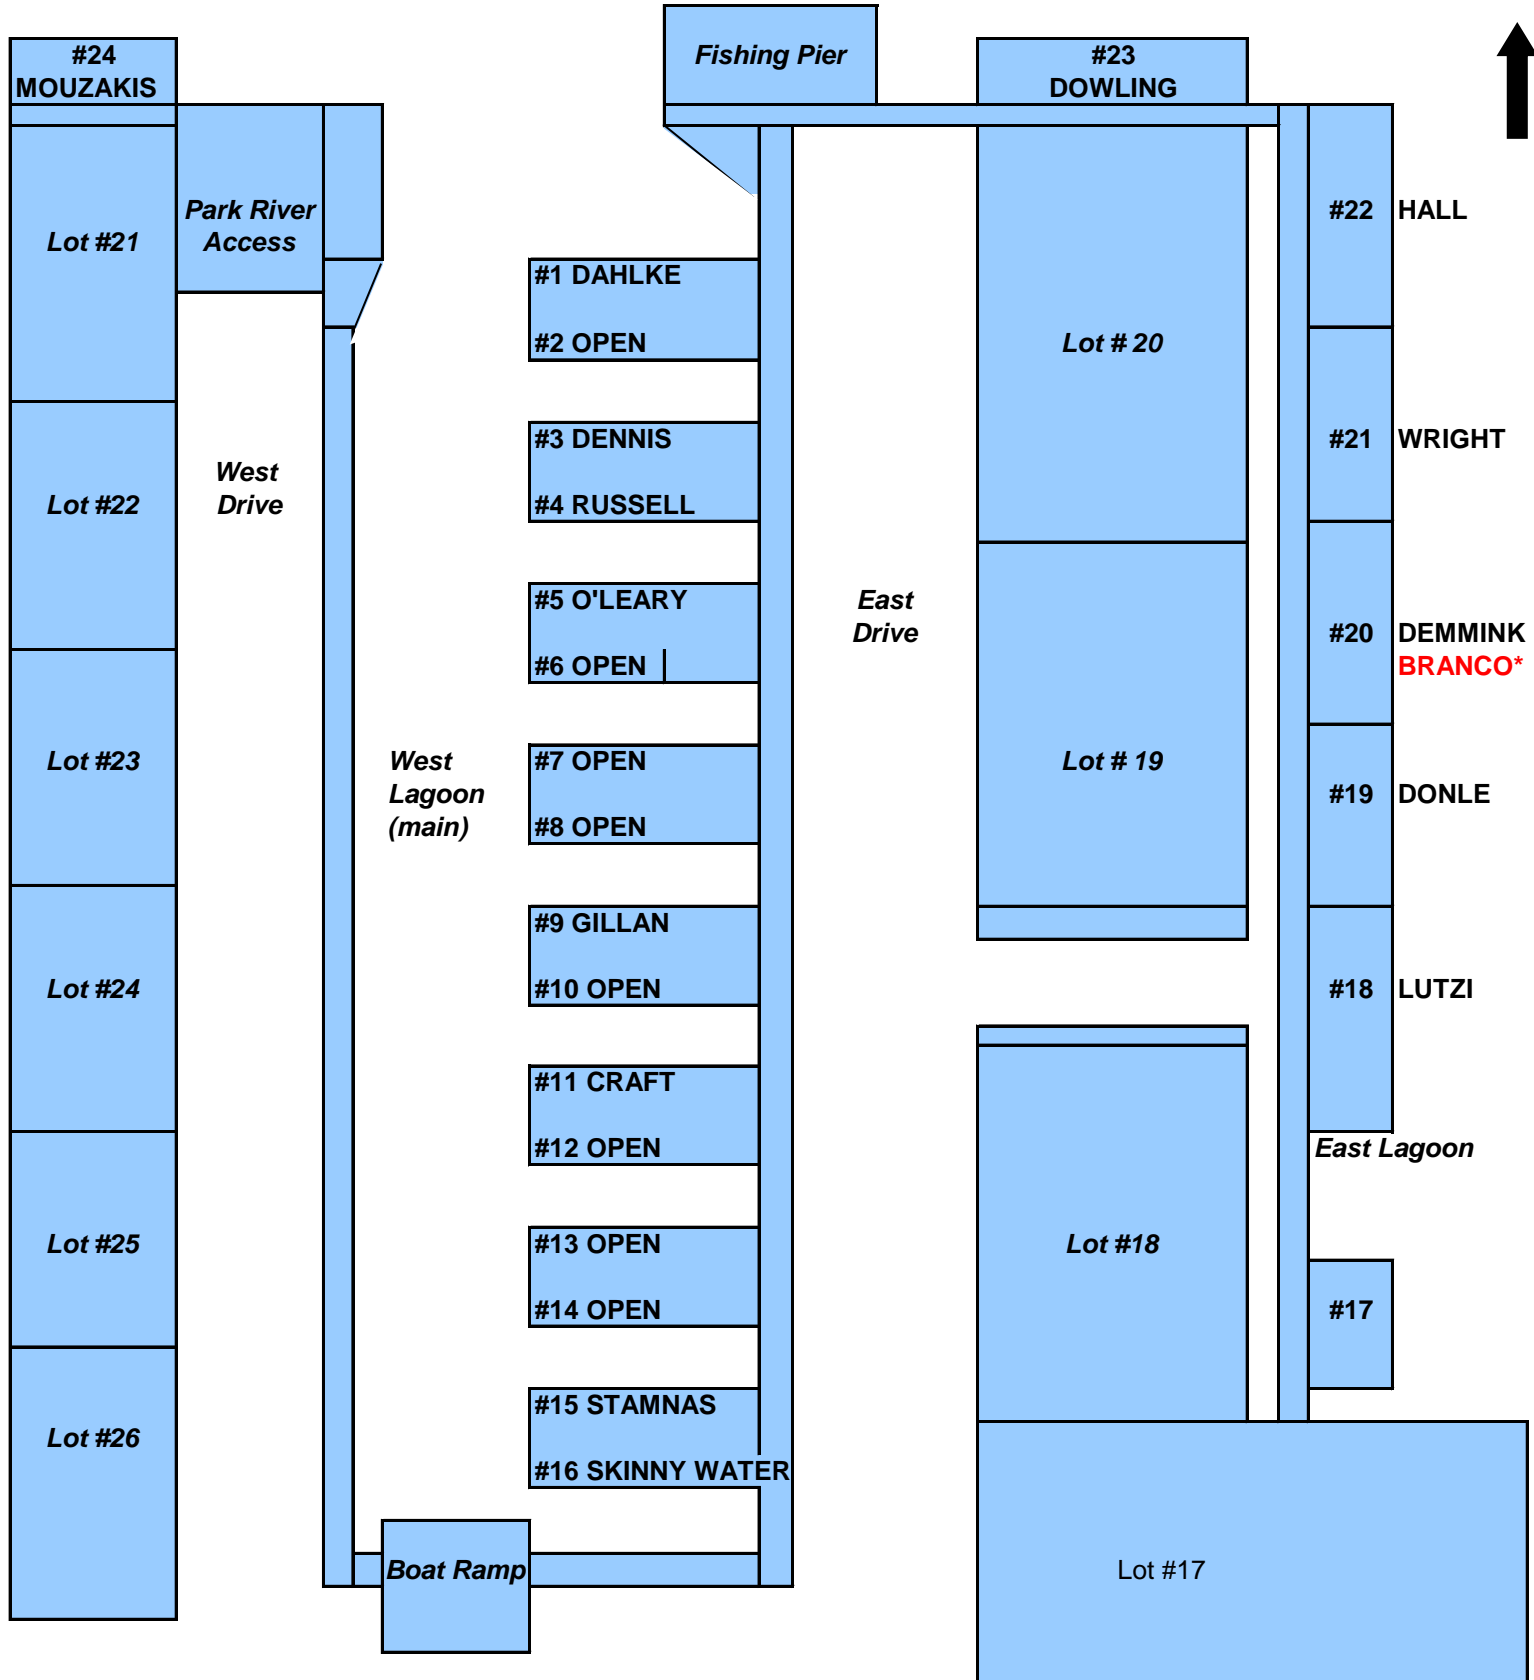 #24
MOUZAKIS
Fishing Pier
#23
DOWLING
Park River
Access
Lot #21
#22 HALL
#1 DAHLKE
#2 OPEN
Lot # 20
#3 DENNIS
#21 WRIGHT
West
Drive
Lot #22
#4 RUSSELL
#5 O'LEARY
East
Drive
#20 DEMMINK
BRANCO*
#6 OPEN
Lot #23
West
Lagoon
(main)
#7 OPEN
Lot # 19
#19 DONLE
#8 OPEN
#9 GILLAN
Lot #24
#10 OPEN
#18 LUTZI
#11 CRAFT
#12 OPEN
East Lagoon
Lot #25
#13 OPEN
Lot #18
#14 OPEN
#17
#15 STAMNAS
Lot #26
#16 SKINNY WATER
Boat Ramp
Lot #17